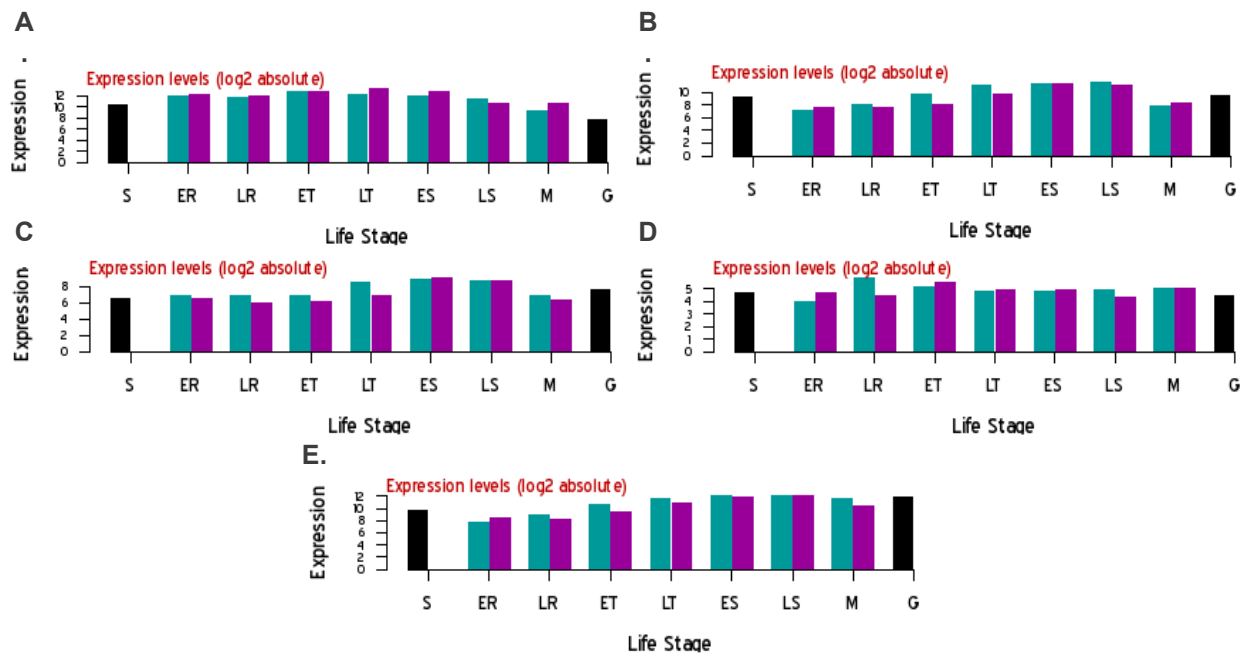 A
.
Expression levels (log2 absolute)
Expression
12
10
8
6
4
2
0
S ER LR ET LT ES LS M G
Life Stage
B
.
Expression levels (log2 absolute)
Expression
10
8
6
4
2
0
S ER LR ET LT ES LS M G
Life Stage
C
Expression levels (log2 absolute)
Expression
8
6
4
2
0
S ER LR ET LT ES LS M G
Life Stage
D
Expression levels (log2 absolute)
Expression
5
4
3
2
1
0
S ER LR ET LT ES LS M G
Life Stage
E.
Expression levels (log2 absolute)
Expression
12
10
8
6
4
2
0
S ER LR ET LT ES LS M G
Life Stage